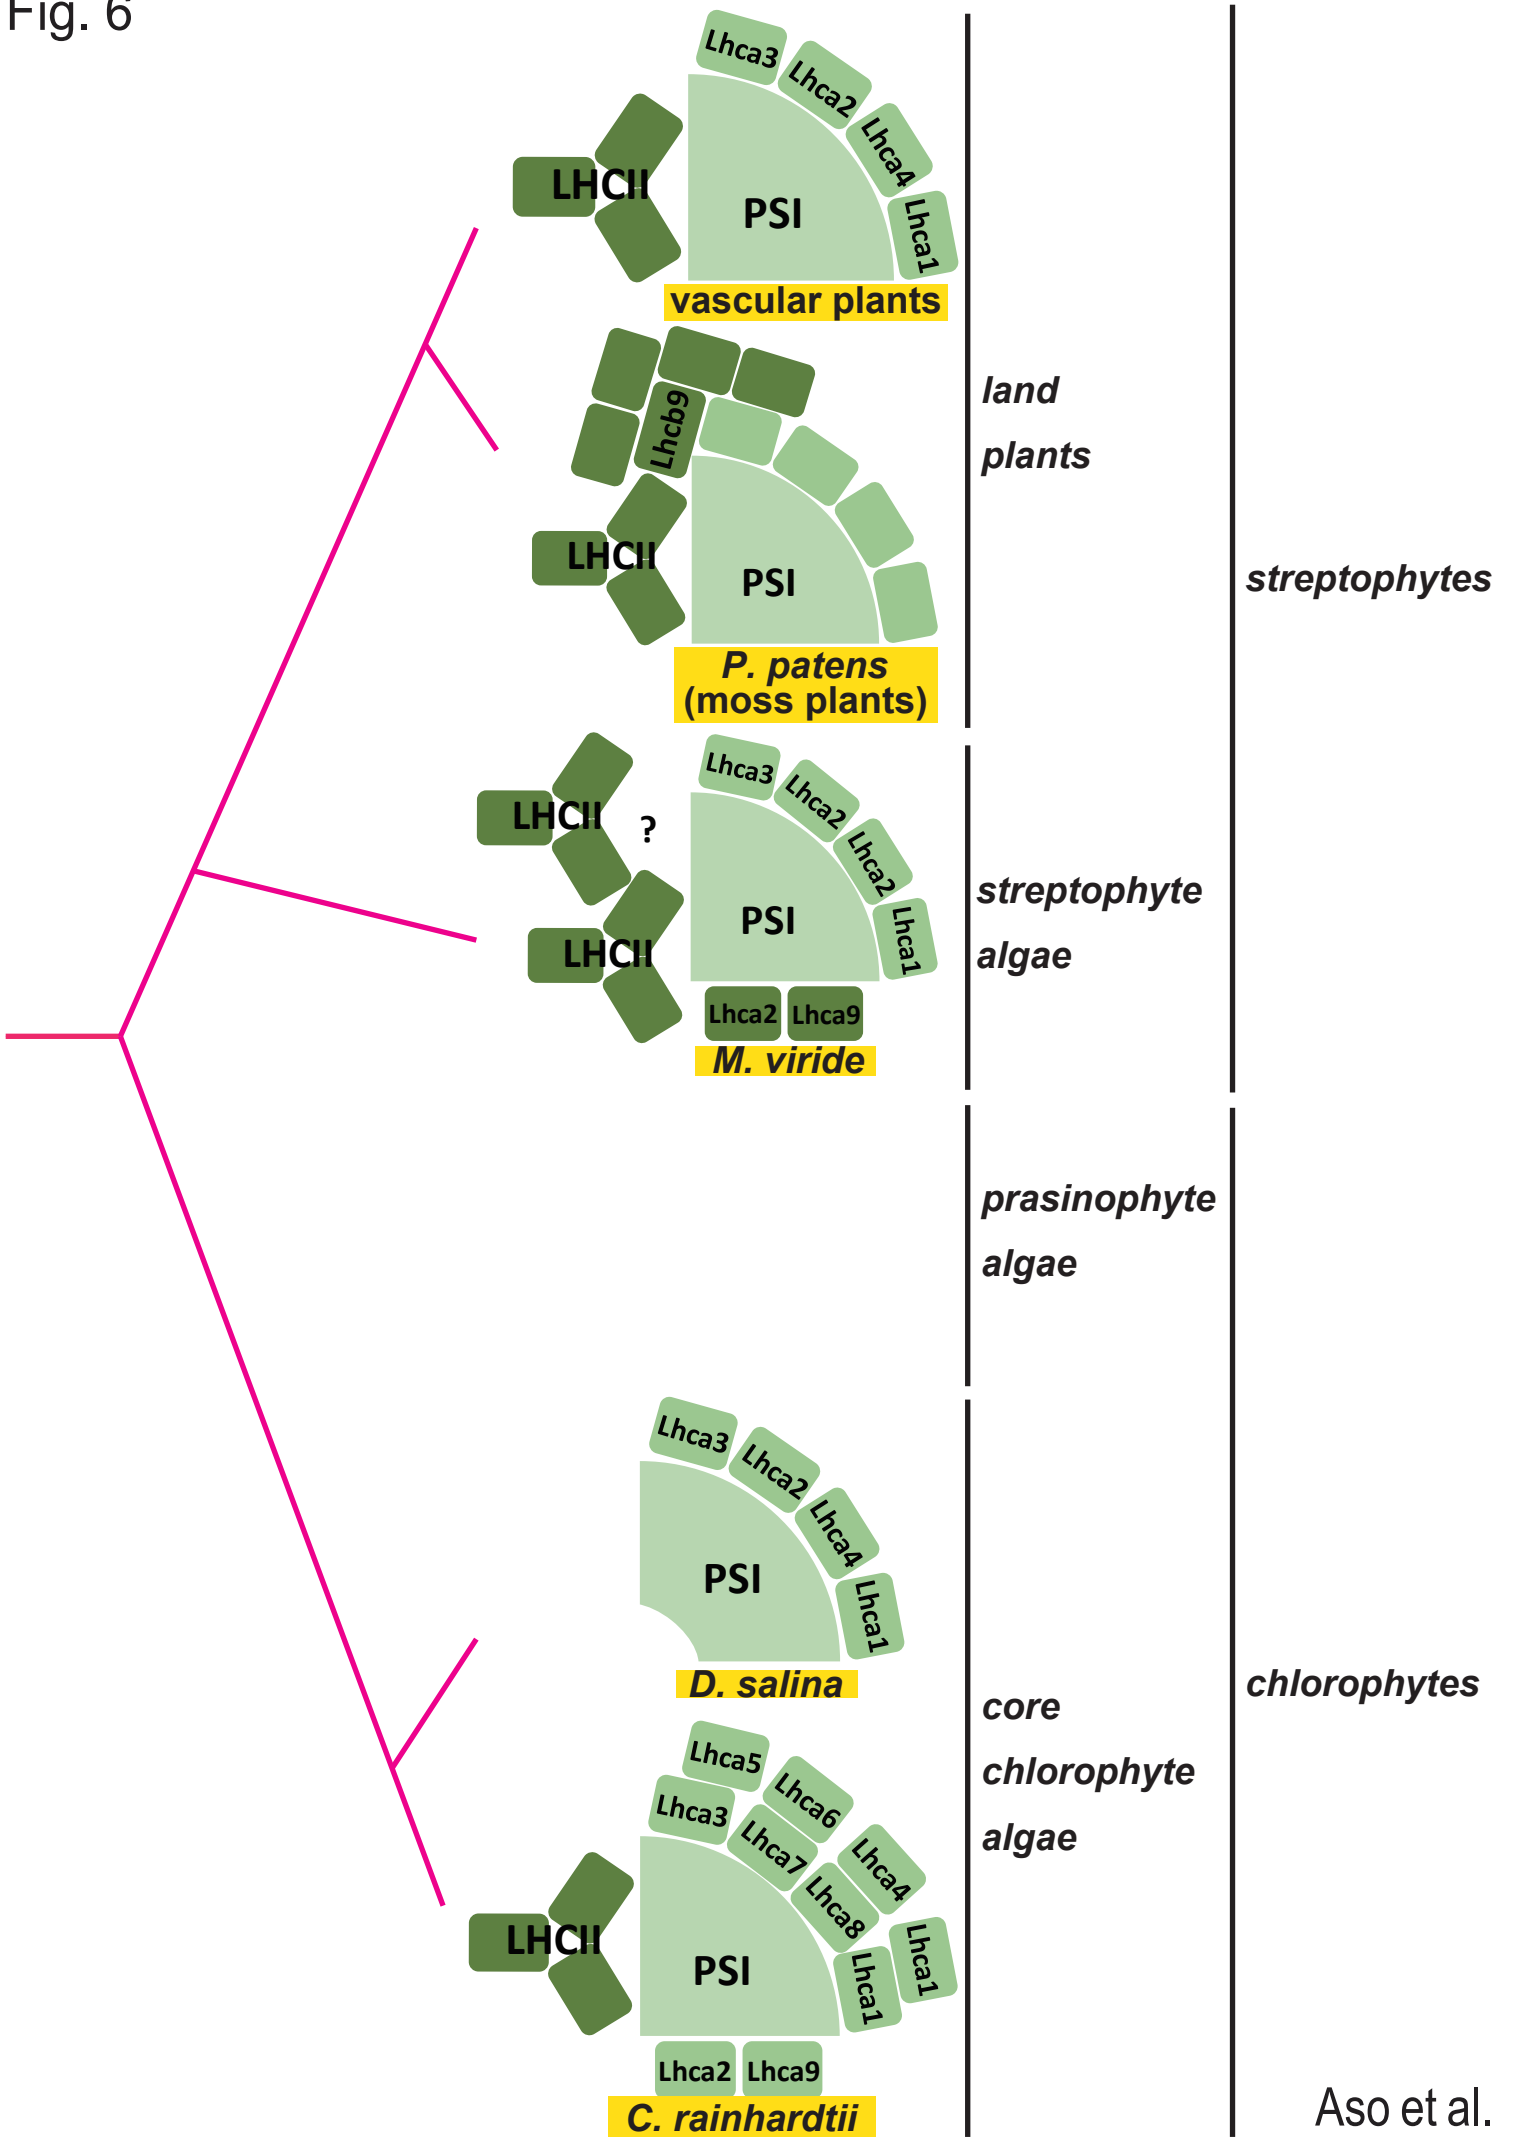 Fig. 6
Lhca3
Lhca2
Lhca4
Lhca1
LHCII
PSI
vascular plants
land
plants
Lhcb9
LHCII
PSI
P. patens
(moss plants)
streptophytes
Lhca3
Lhca2
Lhca2
Lhca1
LHCII
?
LHCII
PSI
Lhca2 Lhca9
M. viride
streptophyte
algae
prasinophyte
algae
Lhca3
Lhca2
Lhca4
Lhca1
PSI
D. salina
core
chlorophyte
algae
chlorophytes
Lhca5
Lhca6
Lhca4
Lhca1
Lhca3
Lhca7
Lhca8
Lhca1
LHCII
PSI
Lhca2 Lhca9
C. rainhardtii
Aso et al.